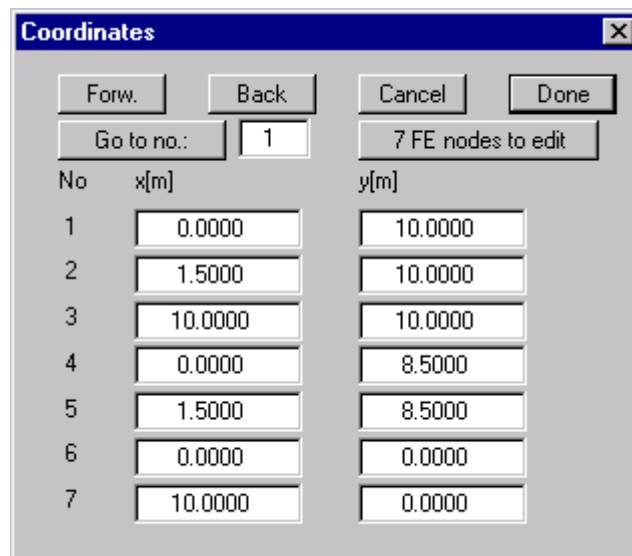 Coordinates
Forw. Back Cancel Done
Go to no.: 1 7 FE nodes to edit
No x[m] y[m]
1 0.0000 10.0000
2 1.5000 10.0000
3 10.0000 10.0000
4 0.0000 8.5000
5 1.5000 8.5000
6 0.0000 0.0000
7 10.0000 0.0000